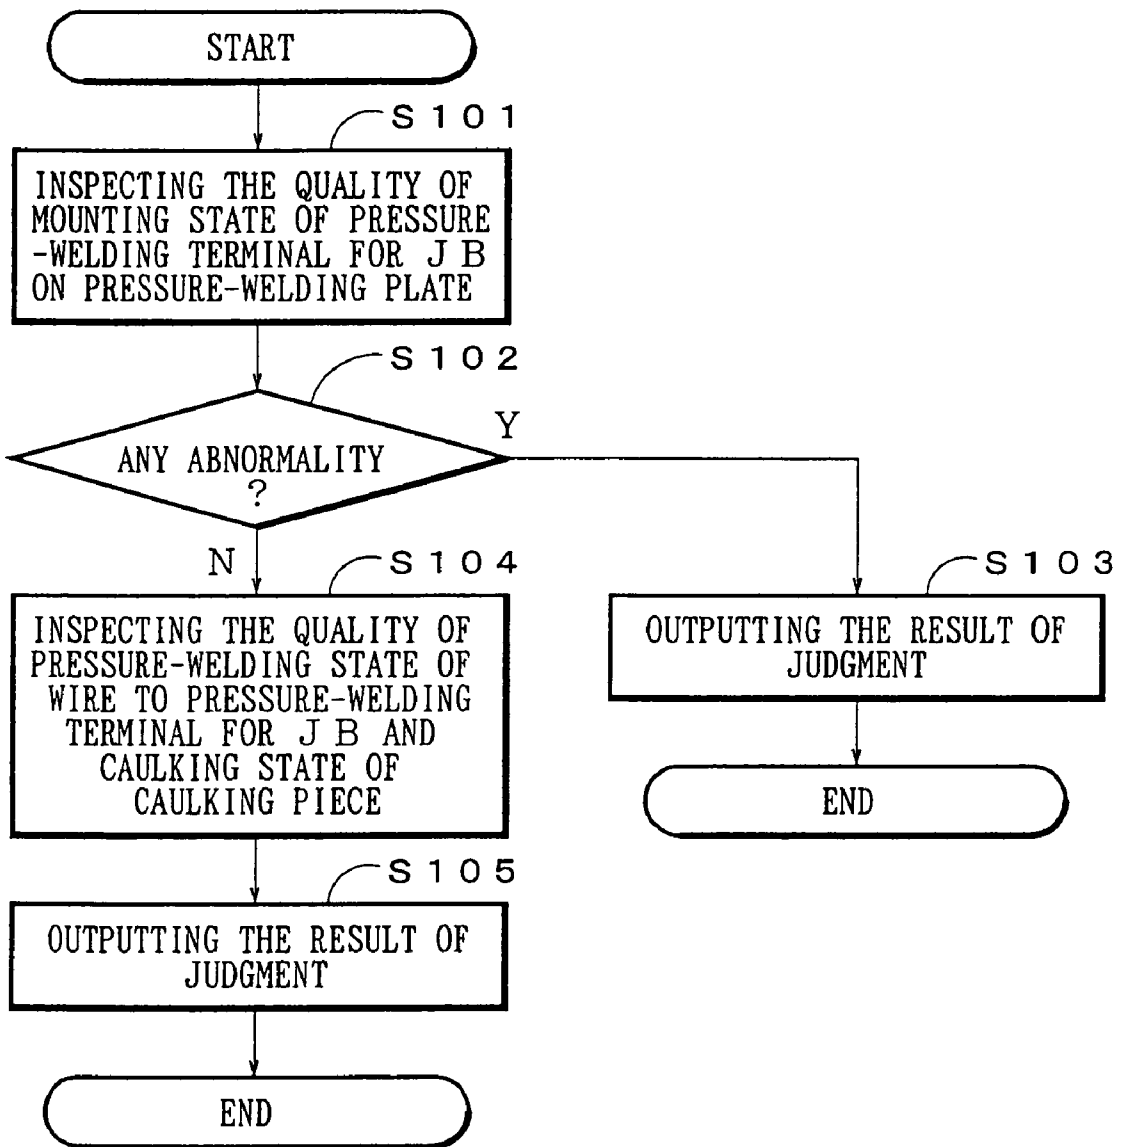 START
S101
INSPECTING THE QUALITY OF
MOUNTING STATE OF PRESSURE
-WELDING TERMINAL FOR JB
ON PRESSURE-WELDING PLATE
S102
ANY ABNORMALITY
?
Y
N
S104
INSPECTING THE QUALITY OF
PRESSURE-WELDING STATE OF
WIRE TO PRESSURE-WELDING
TERMINAL FOR JB AND
CAULKING STATE OF
CAULKING PIECE
S105
OUTPUTTING THE RESULT OF
JUDGMENT
END
S103
OUTPUTTING THE RESULT OF
JUDGMENT
END